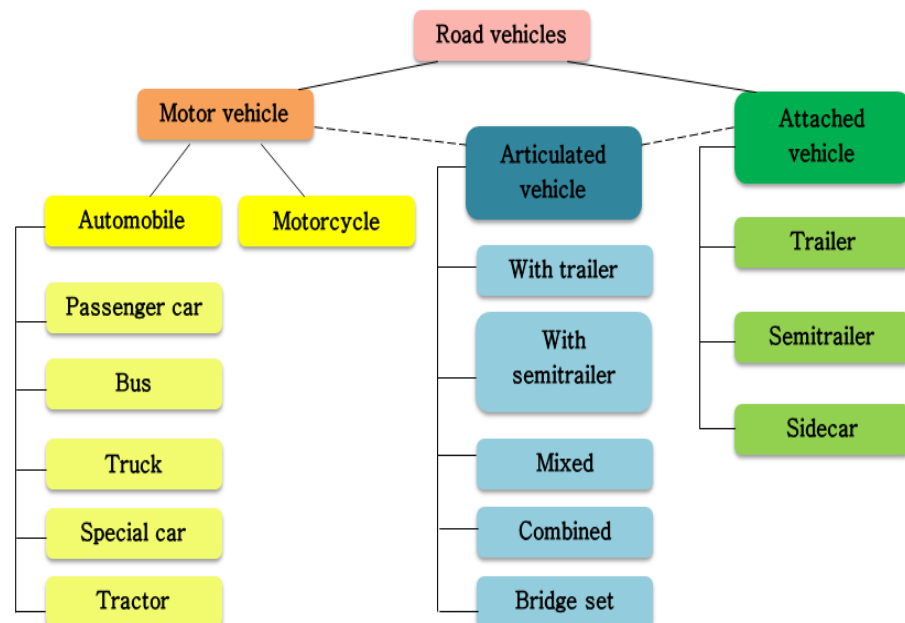 Road vehicles
Motor vehicle
Attached
vehicle
Articulated
vehicle
Automobile
Motorcycle
Trailer
With trailer
Passenger car
With
semitrailer
Semitrailer
Bus
Sidecar
Truck
Mixed
Special car
Combined
Tractor
Bridge set